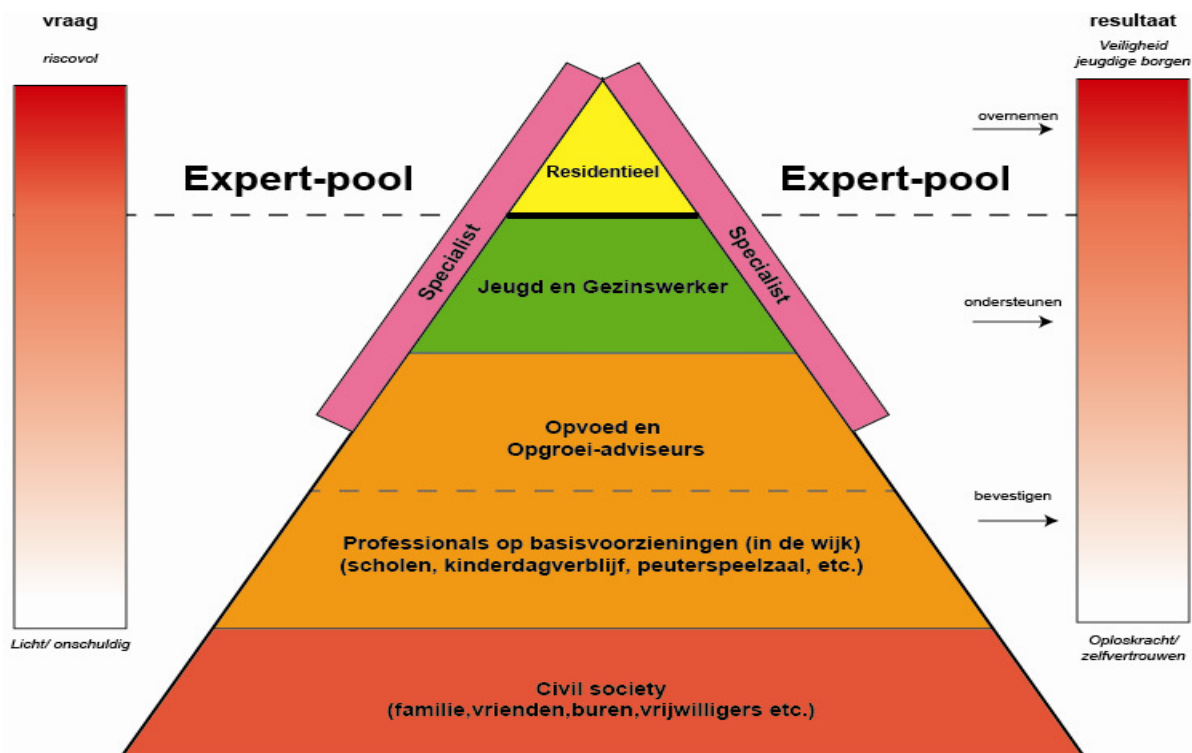 vraag
riscovol
resultaat
Veiligheid
jeugdige borgen
overnemen
Expert-pool
Expert-pool
Residentieel
Specialist
Specialist
Jeugd en Gezinswerker
ondersteunen
Opvoed en
Opgroei-adviseurs
bevestigen
Professionals op basisvoorzieningen (in de wijk)
(scholen, kinderdagverblijf, peuterspeelzaal, etc.)
Licht/ onschuldig
Oploskracht/
zelfvertrouwen
Civil society
(familie,vrienden,buren,vrijwilligers etc.)